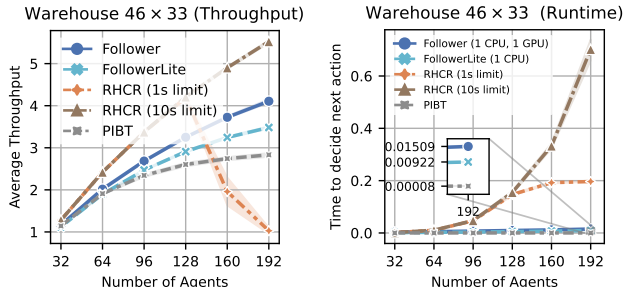 Warehouse 46 × 33 (Throughput)
Average Throughput
5
4
3
2
1
Follower
FollowerLite
RHCR (1s limit)
RHCR (10s limit)
PIBT
32 64 96 128 160 192
Number of Agents
Warehouse 46 × 33 (Runtime)
Time to decide next action
0.6
0.4
0.2
0.0
Follower (1 CPU, 1 GPU)
FollowerLite (1 CPU)
RHCR (1s limit)
RHCR (10s limit)
PIBT
0.01509
0.00922
0.00008
192
32 64 96 128 160 192
Number of Agents